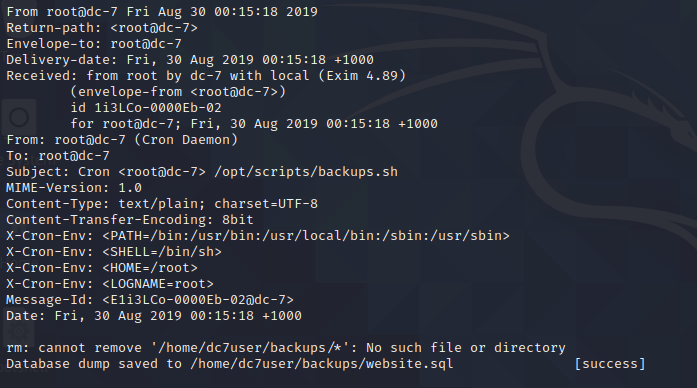 From root@dc-7 Fri Aug 30 00:15:18 2019
Return-path: <root@dc-7>
Envelope-to: root@dc-7
Delivery-date: Fri, 30 Aug 2019 00:15:18 +1000
Received: from root by dc-7 with local (Exim 4.89)
        (envelope-from <root@dc-7>)
        id 1i3LCo-0000Eb-02
        for root@dc-7; Fri, 30 Aug 2019 00:15:18 +1000
From: root@dc-7 (Cron Daemon)
To: root@dc-7
Subject: Cron <root@dc-7> /opt/scripts/backups.sh
MIME-Version: 1.0
Content-Type: text/plain; charset=UTF-8
Content-Transfer-Encoding: 8bit
X-Cron-Env: <PATH=/bin:/usr/bin:/usr/local/bin:/sbin:/usr/sbin>
X-Cron-Env: <SHELL=/bin/sh>
X-Cron-Env: <HOME=/root>
X-Cron-Env: <LOGNAME=root>
Message-Id: <E1i3LCo-0000Eb-02@dc-7>
Date: Fri, 30 Aug 2019 00:15:18 +1000

rm: cannot remove '/home/dc7user/backups/*': No such file or directory
Database dump saved to /home/dc7user/backups/website.sql               [success]